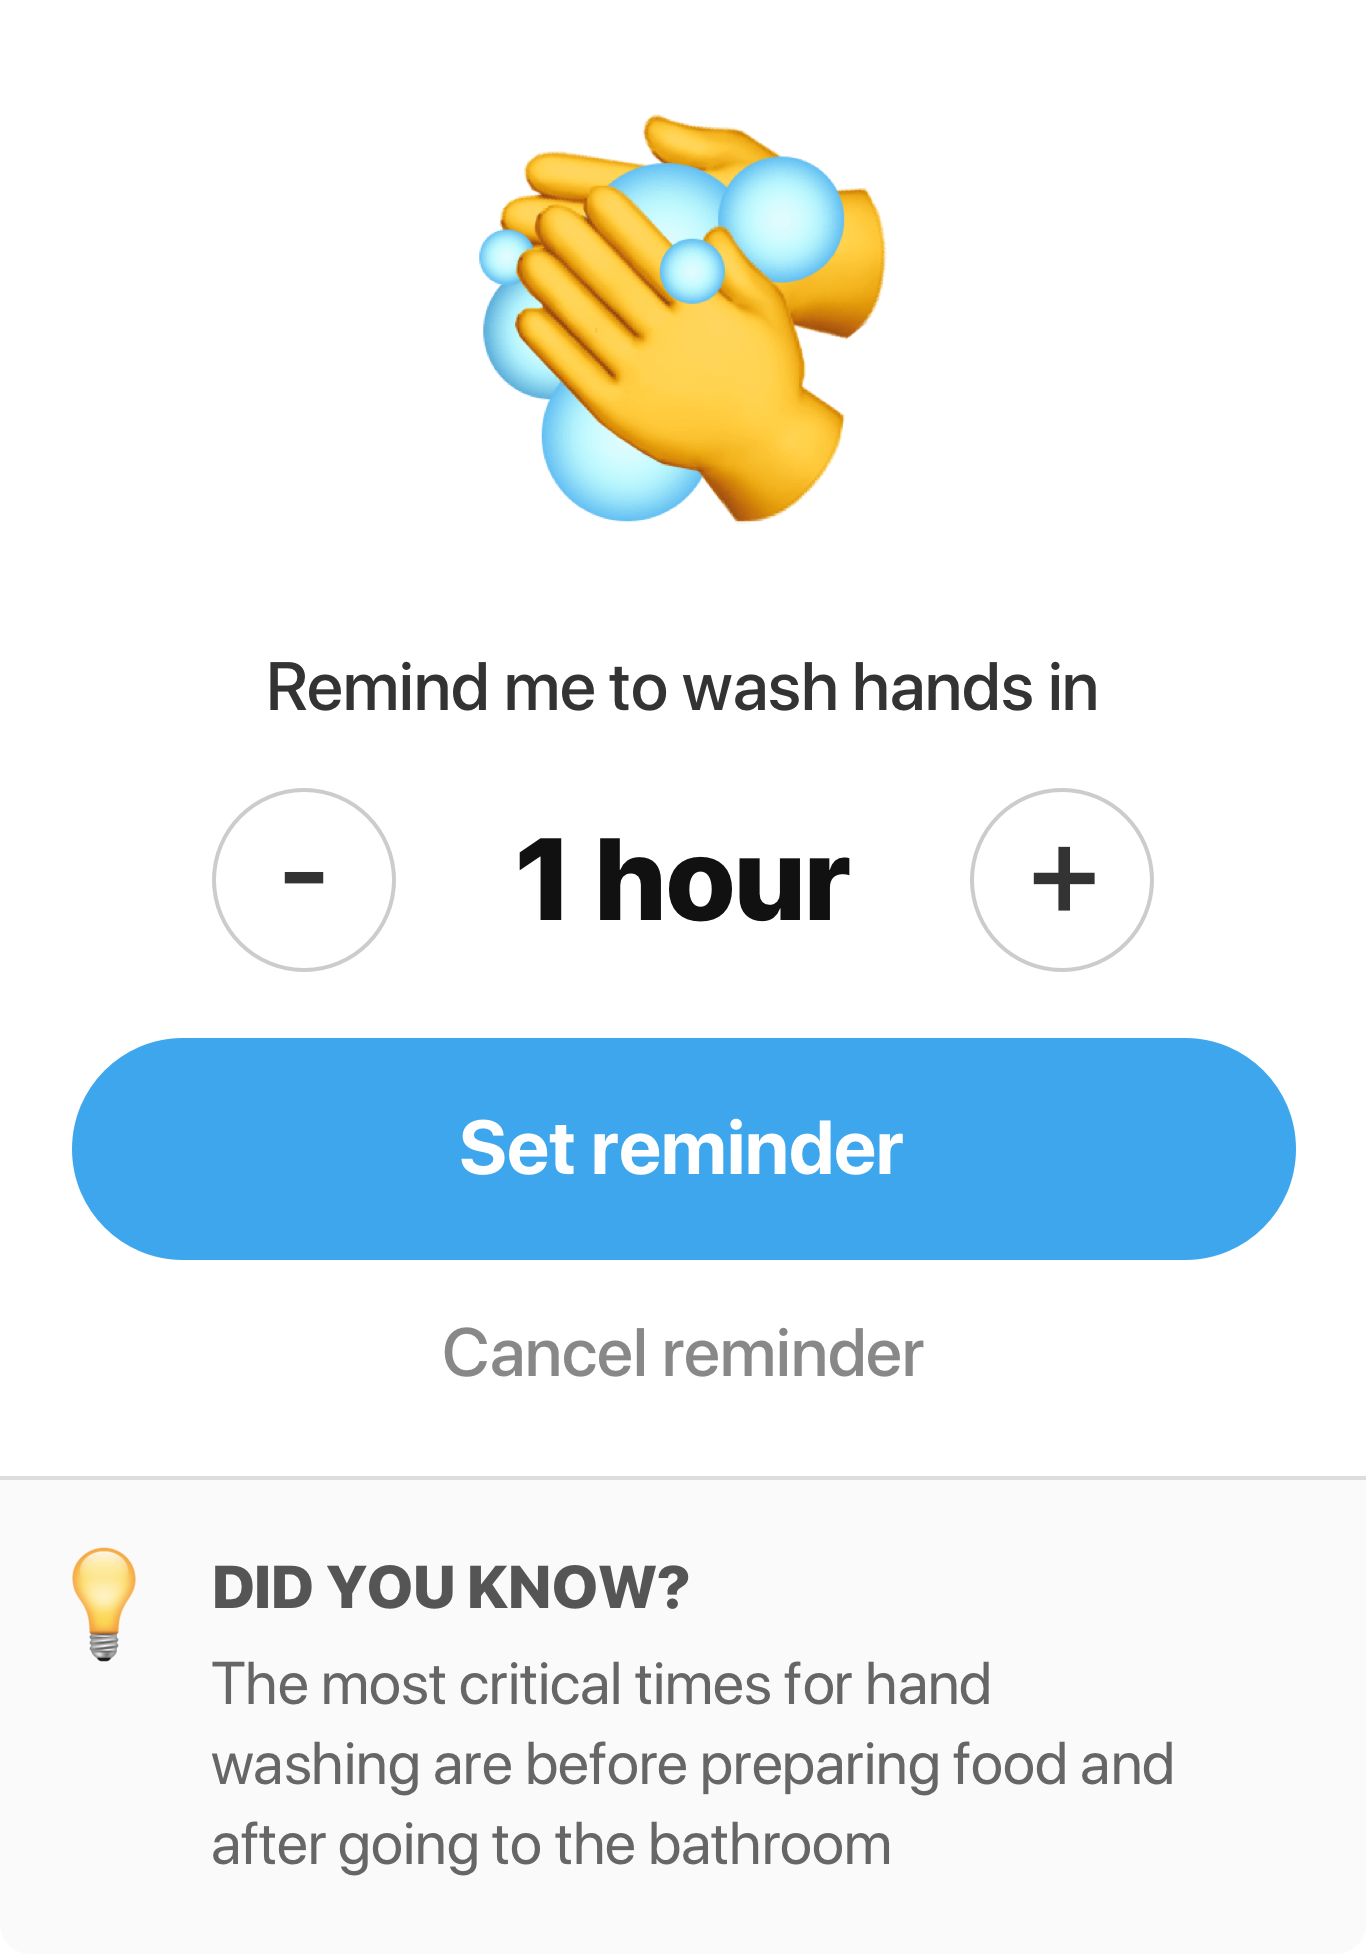 Remind me to wash hands in
- 1 hour +
Set reminder
Cancel reminder
DID YOU KNOW?
The most critical times for hand
washing are before preparing food and
after going to the bathroom